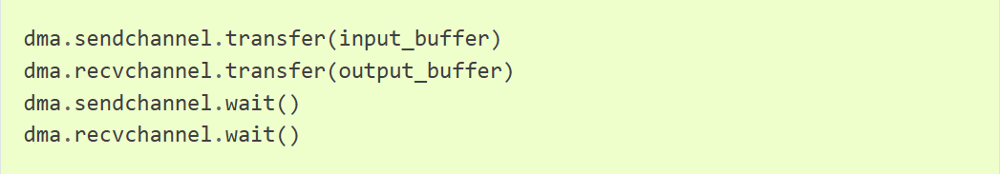 dma.sendchannel.transfer(input_buffer)
dma.recvchannel.transfer(output_buffer)
dma.sendchannel.wait()
dma.recvchannel.wait()